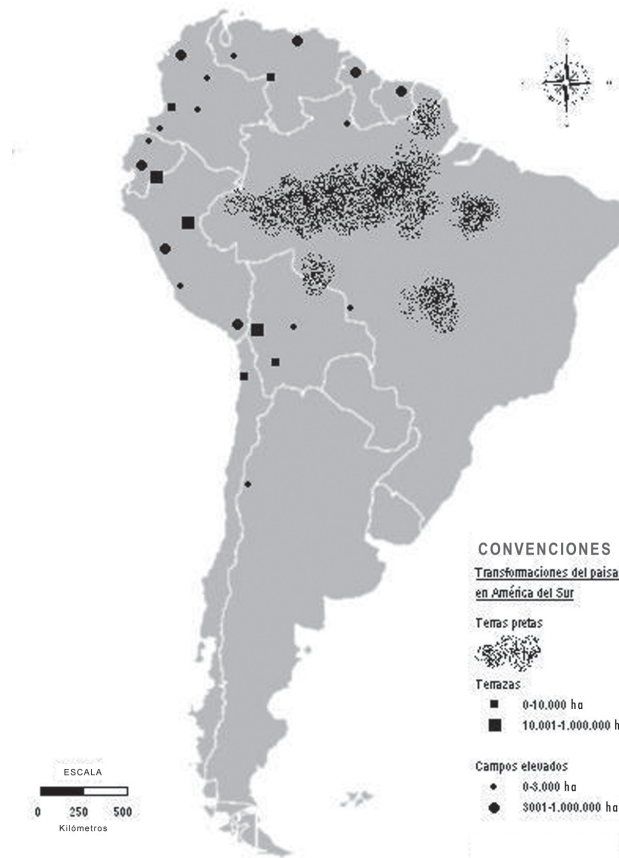 CONVENCIONES
Transformaciones del paisa
en América del Sur
Terras pretas
Terrazas
0-10.000 ha
10.001-1.000.000 h
Campos elevados
0-3.000 ha
3001-1.000.000 ha
ESCALA
0 250 500
Kilómetros